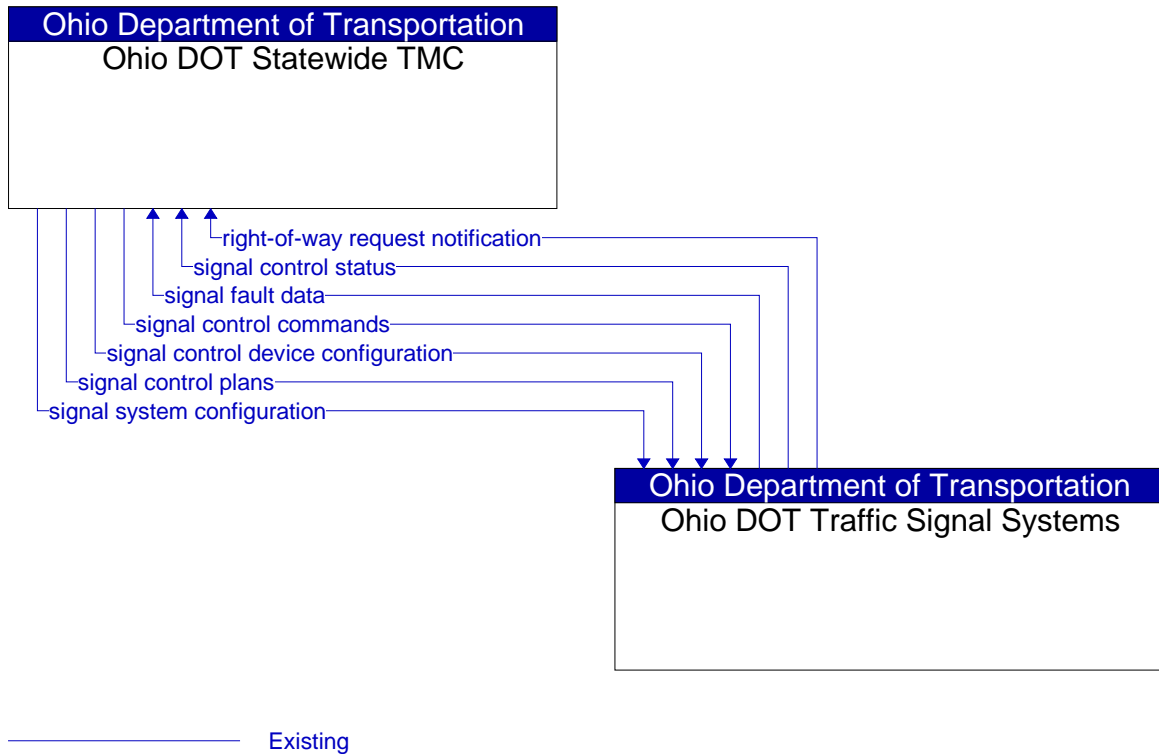 Ohio Department of Transportation
Ohio DOT Statewide TMC
right-of-way request notification
signal control status
signal fault data
signal control commands
signal control device configuration
signal control plans
signal system configuration
Ohio Department of Transportation
Ohio DOT Traffic Signal Systems
Existing